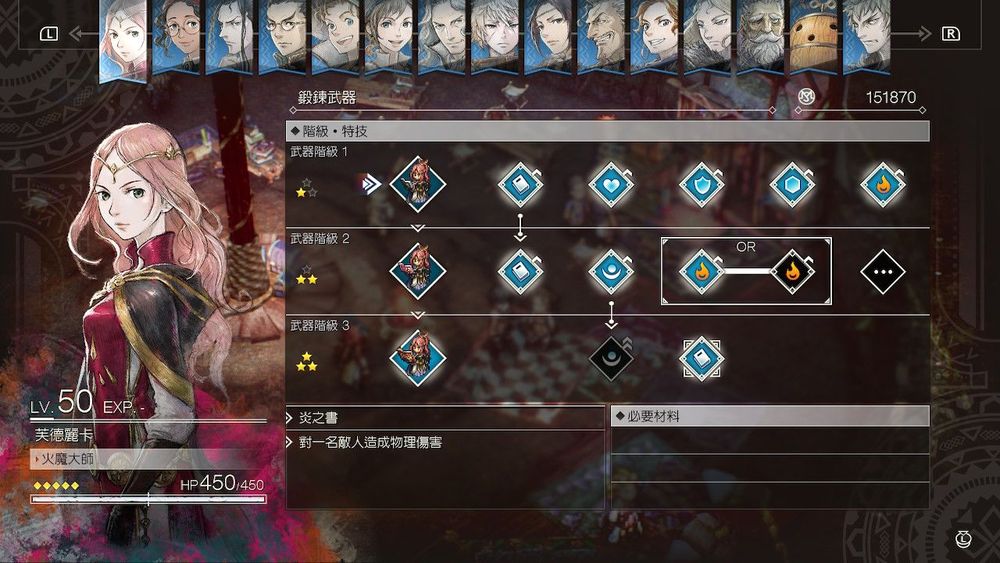 L
R
鍛鍊武器
151870
◆階級・特技
武器階級 1
武器階級 2
OR
武器階級 3
LV.50 EXP. -
芙德麗卡
火魔大師
HP450/450
炎之書
對一名敵人造成物理傷害
◆必要材料
L